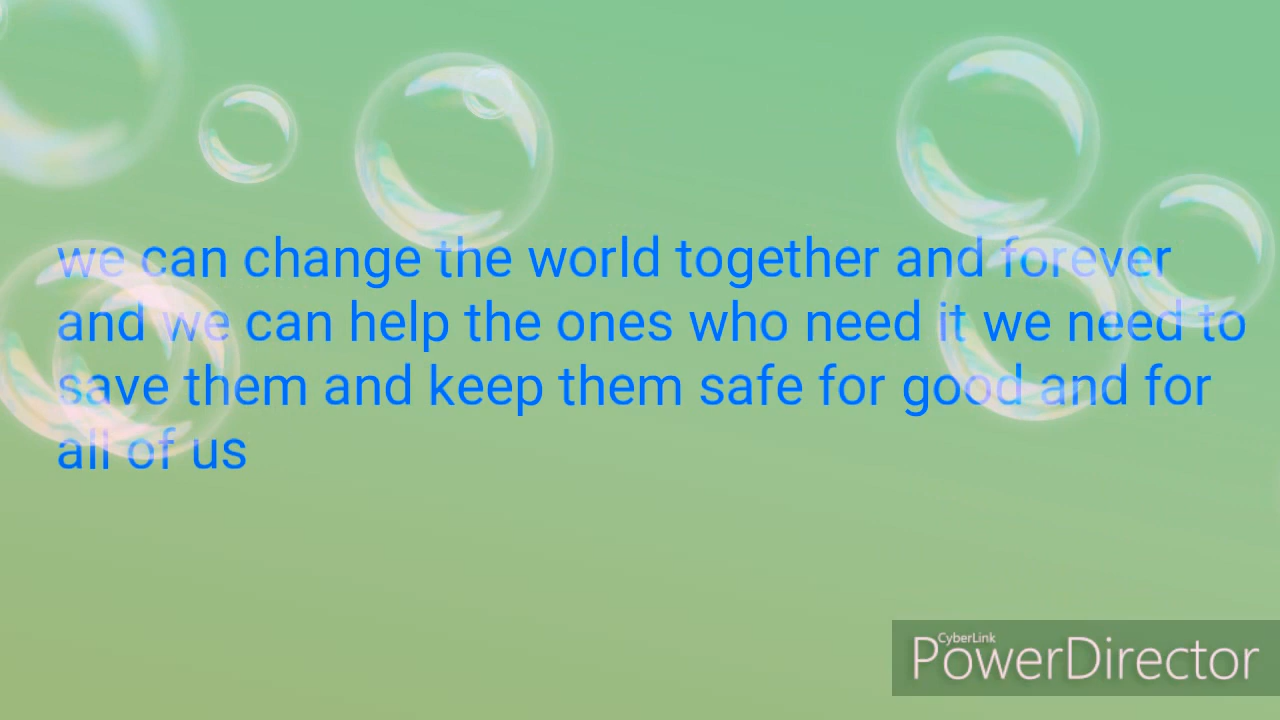 we can change the world together and forever
and we can help the ones who need it we need to
save them and keep them safe for good and for
all of us
CyberLink
PowerDirector